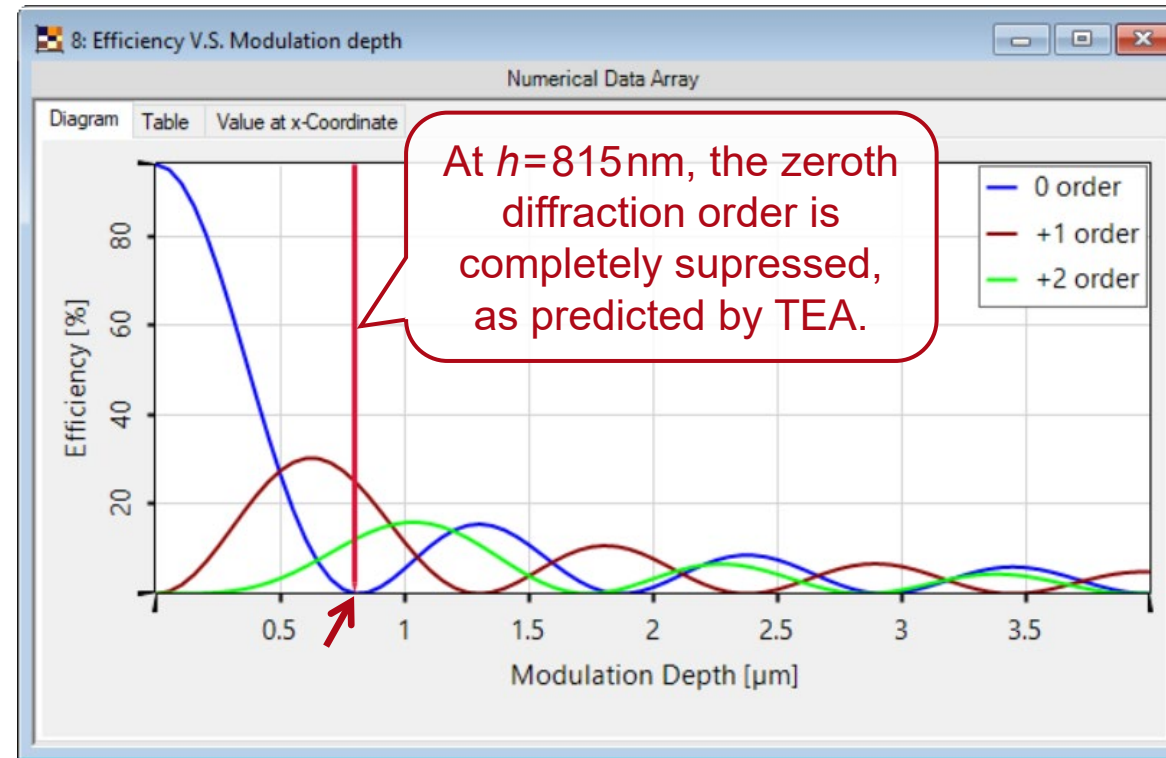 8: Efficiency V.S. Modulation depth
Numerical Data Array
Diagram Table Value at x-Coordinate
At h=815nm, the zeroth
diffraction order is
completely supressed,
as predicted by TEA.
0 order
+1 order
+2 order
Efficiency [%]
80
60
40
20
0.5 1 1.5 2 2.5 3 3.5
Modulation Depth [µm]